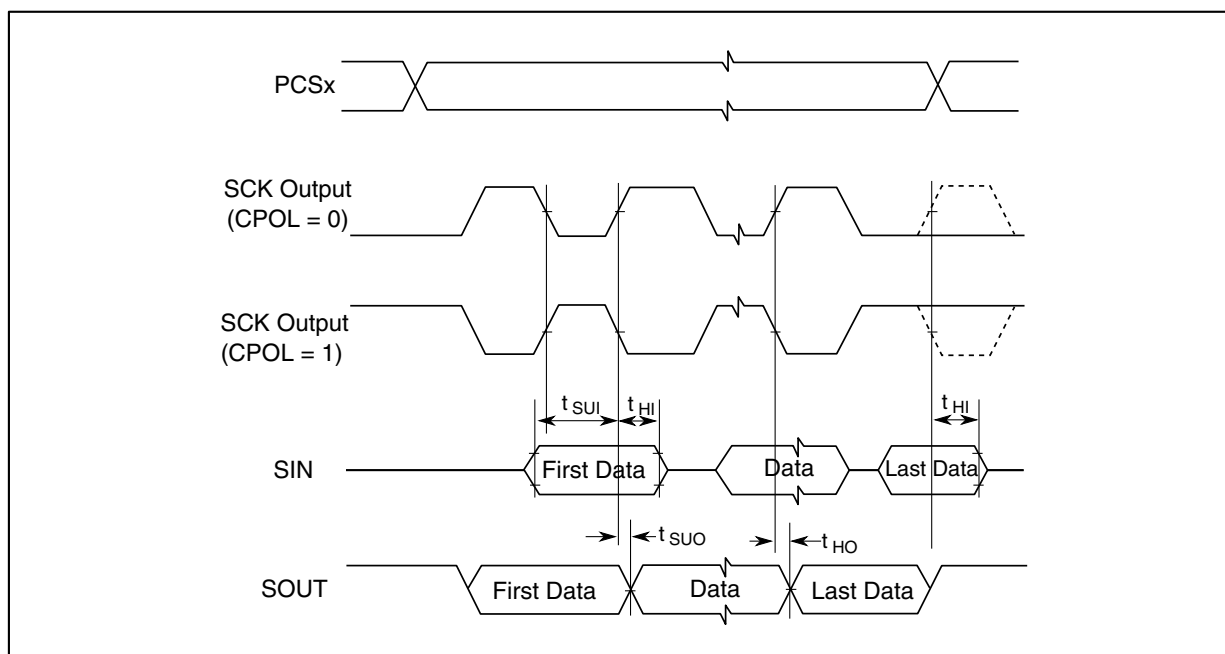 PCSx
SCK Output
(CPOL = 0)
SCK Output
(CPOL = 1)
t SUI
t HI
t HI
SIN
First Data
Data
Last Data
t SUO
t HO
SOUT
First Data
Data
Last Data